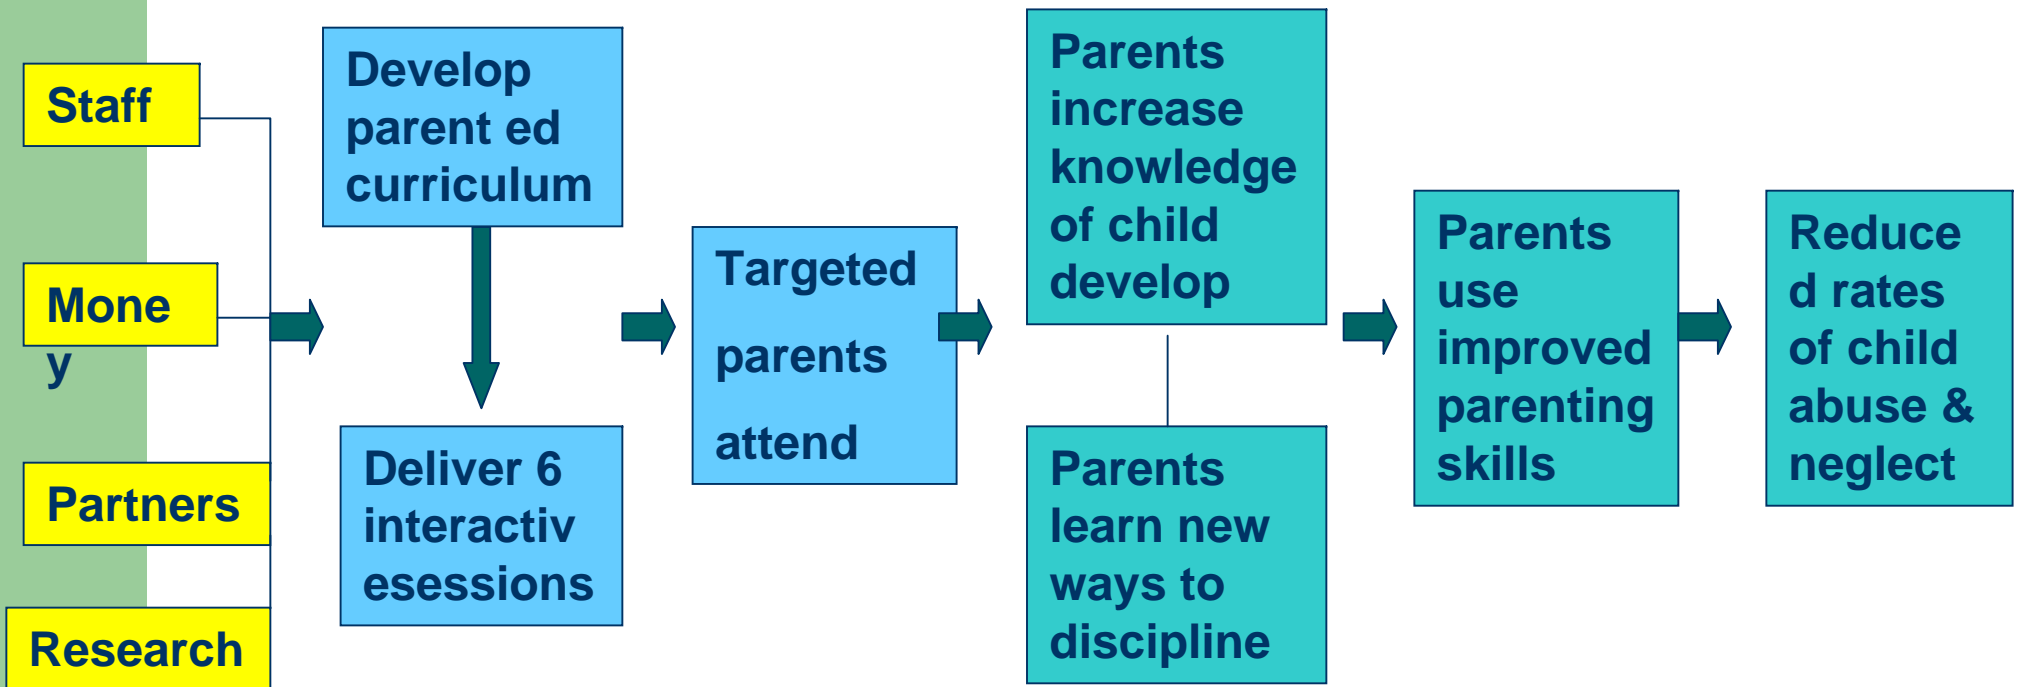 Staff
Mone
y
Partners
Research
Develop
parent ed
curriculum
Deliver 6
interactiv
esessions
Targeted
parents
attend
Parents
increase
knowledge
of child
develop
Parents
learn new
ways to
discipline
Parents
use
improved
parenting
skills
Reduce
d rates
of child
abuse &
neglect